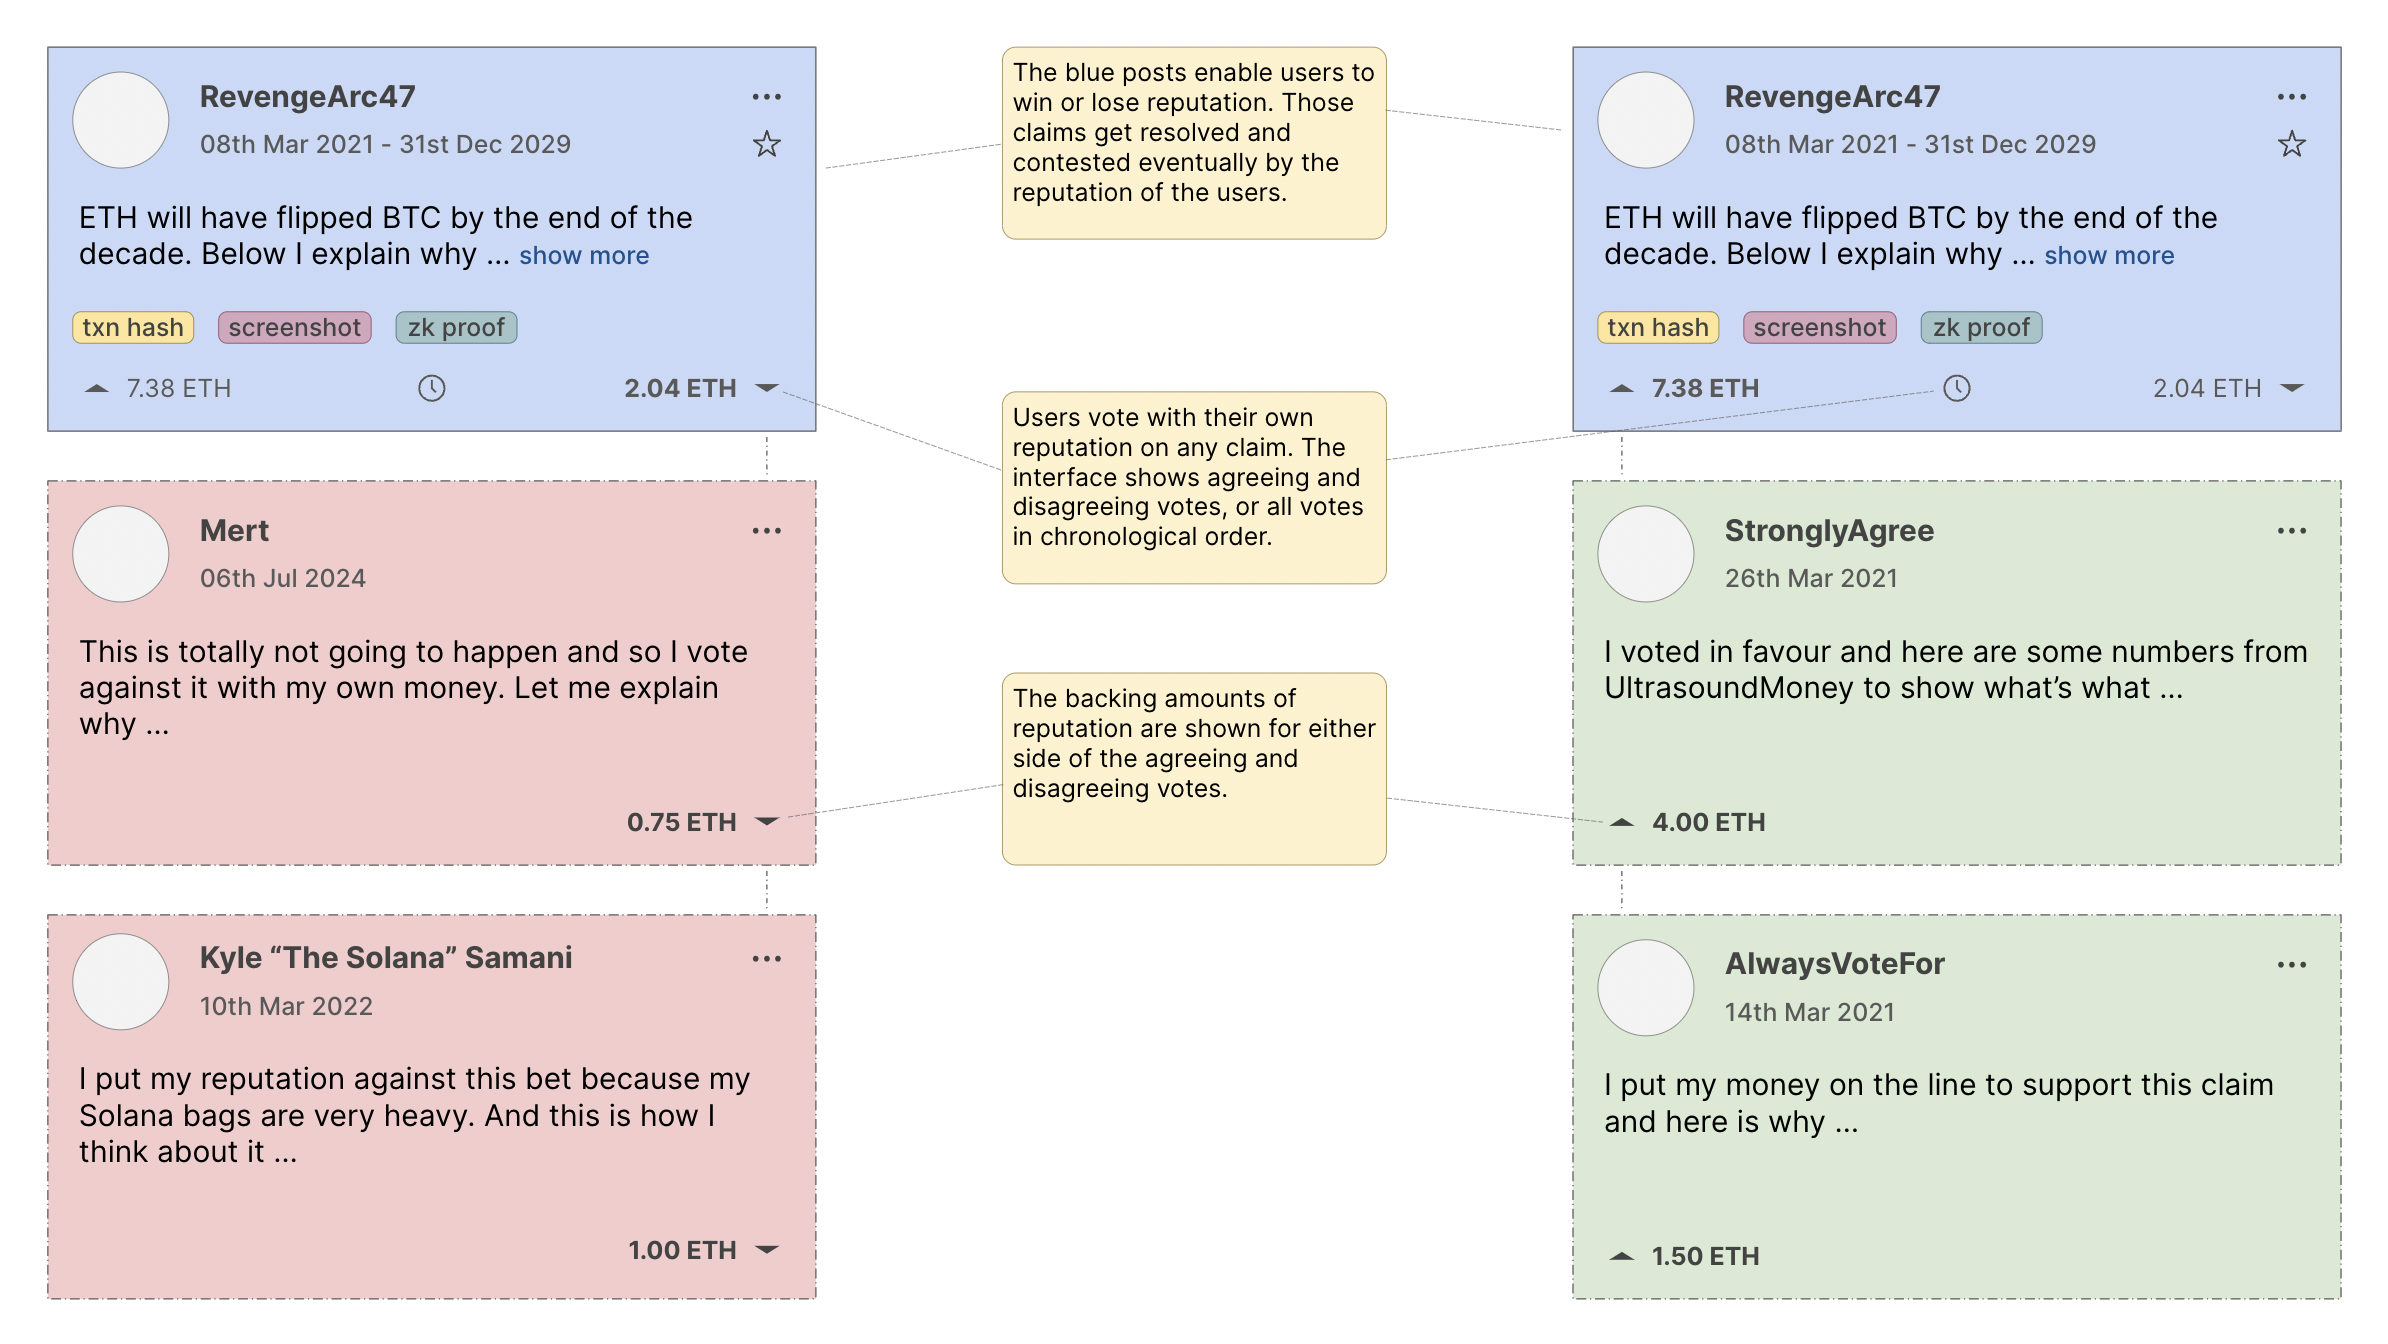 RevengeArc47
08th Mar 2021 - 31st Dec 2029
ETH will have flipped BTC by the end of the
decade. Below I explain why ... show more
txn hash screenshot zk proof
7.38 ETH 2.04 ETH
Mert
06th Jul 2024
This is totally not going to happen and so I vote
against it with my own money. Let me explain
why ...
0.75 ETH
Kyle “The Solana” Samani
10th Mar 2022
I put my reputation against this bet because my
Solana bags are very heavy. And this is how I
think about it ...
1.00 ETH
The blue posts enable users to
win or lose reputation. Those
claims get resolved and
contested eventually by the
reputation of the users.
Users vote with their own
reputation on any claim. The
interface shows agreeing and
disagreeing votes, or all votes
in chronological order.
The backing amounts of
reputation are shown for either
side of the agreeing and
disagreeing votes.
RevengeArc47
08th Mar 2021 - 31st Dec 2029
ETH will have flipped BTC by the end of the
decade. Below I explain why ... show more
txn hash screenshot zk proof
7.38 ETH 2.04 ETH
StronglyAgree
26th Mar 2021
I voted in favour and here are some numbers from
UltrasoundMoney to show what’s what ...
4.00 ETH
AlwaysVoteFor
14th Mar 2021
I put my money on the line to support this claim
and here is why ...
1.50 ETH